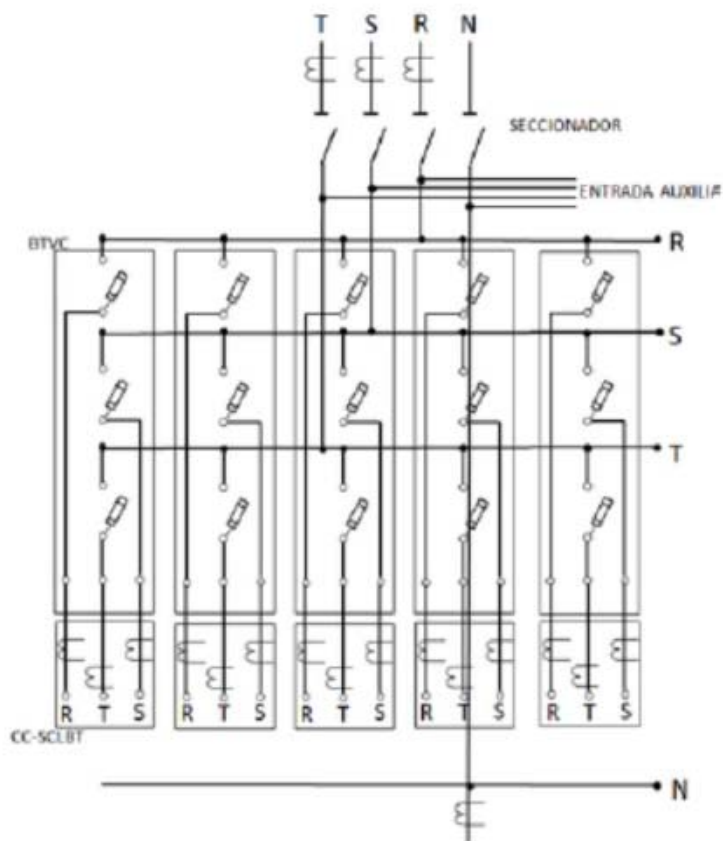 T S R N
SECCIONADOR
ENTRADA AUXILIA
BTVC
R
S
T
R T S R T S R T S R T S R T S
CC-SCLBT
N